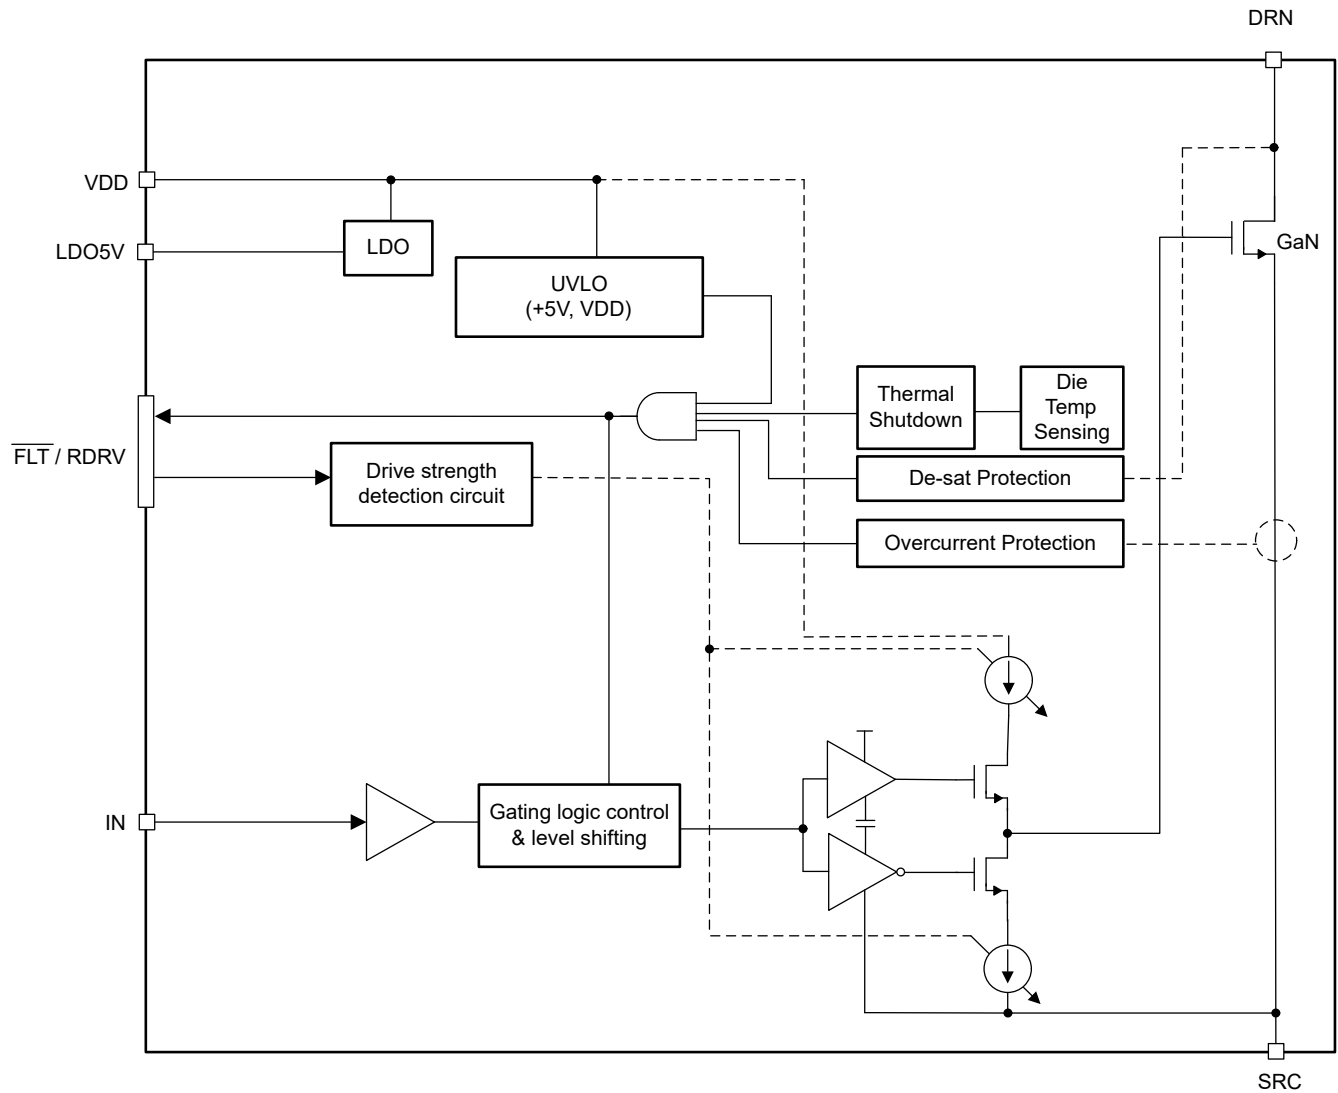 DRN
VDD
LDO5V
LDO
GaN
UVLO
(+5V, VDD)
Thermal
Shutdown
Die
Temp
Sensing
FLT / RDRV
Drive strength
detection circuit
De-sat Protection
Overcurrent Protection
IN
Gating logic control
& level shifting
SRC